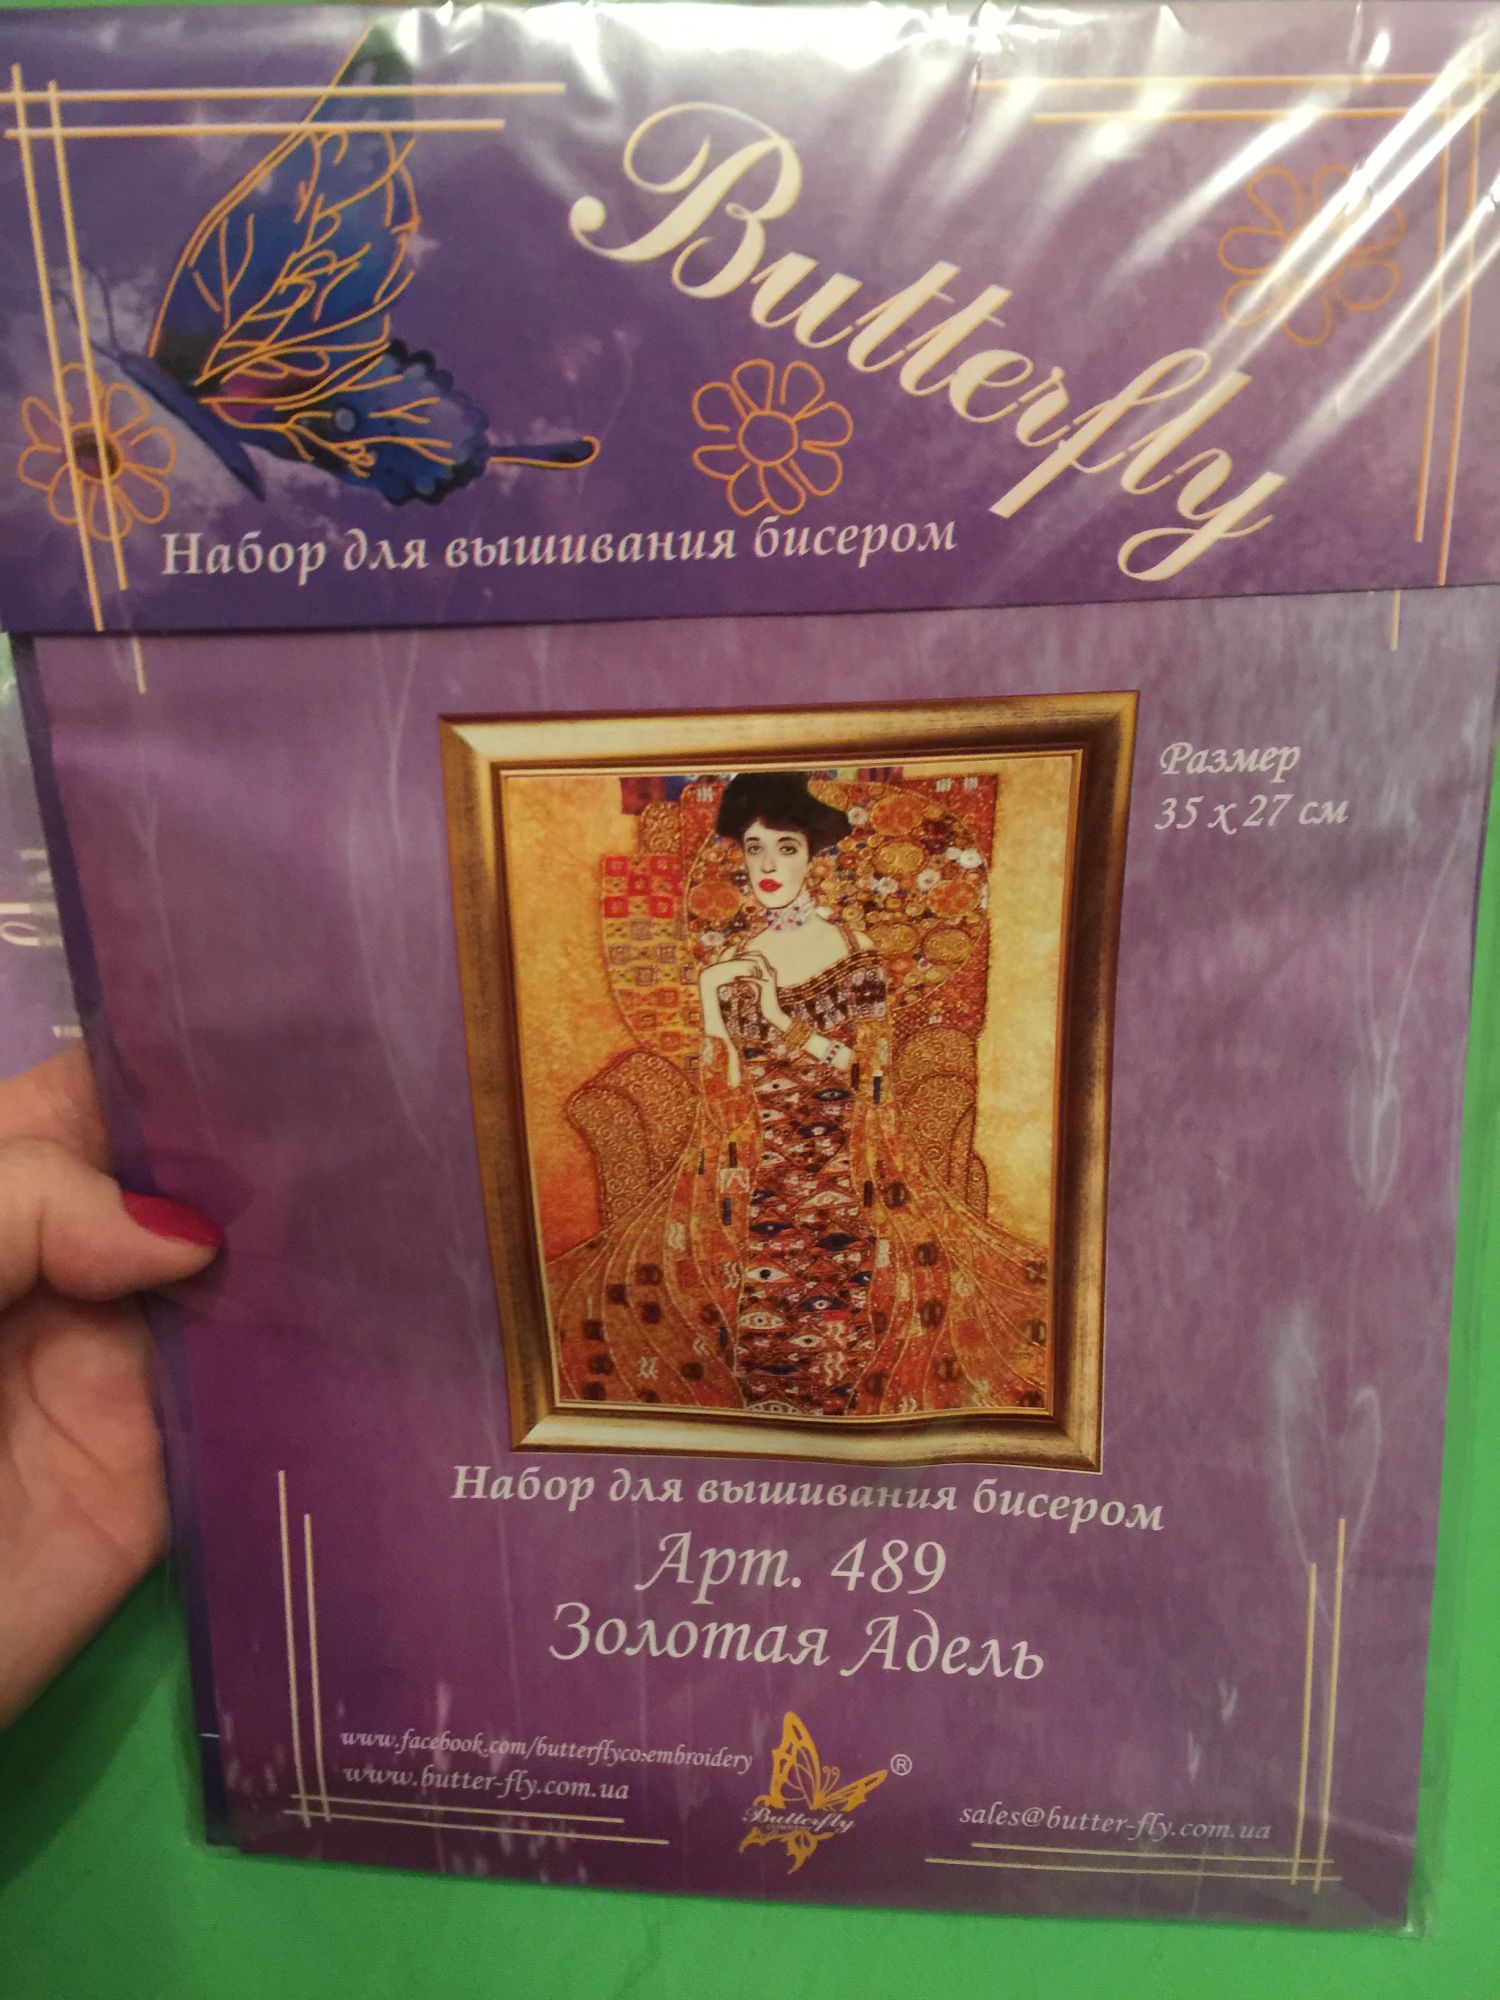 Butterfly
Набор для вышивания бисером
Размер
35 х 27 см
Набор для вышивания бисером
Арт. 489
Золотая Адель
www.facebook.com/butterflyco.embroidery
www.butter-fly.com.ua
Butterfly
®
sales@butter-fly.com.ua